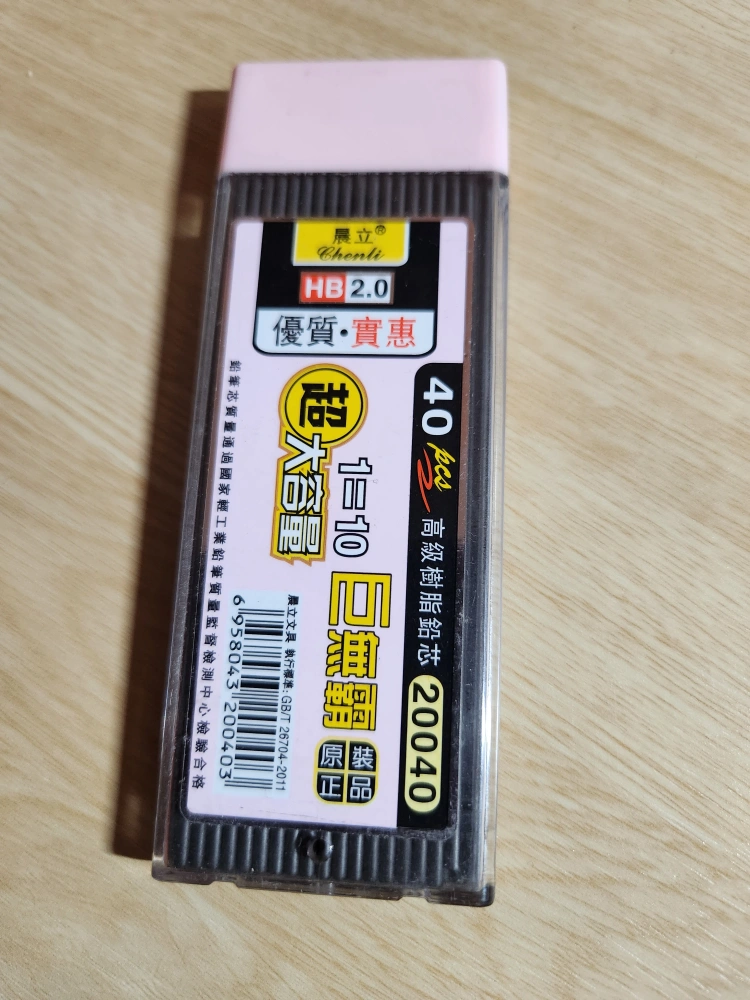 晨立®
Chenli
HB 2.0
優質·實惠
40 pcs 高級樹脂鉛芯 20040
超大容量
1=10
巨無霸
原裝
正品
晨立文具 執行標準: GB/T 26704-2011
6 958043 200403
鉛筆芯質量通過國家輕工業鉛筆質量監督檢測中心檢驗合格